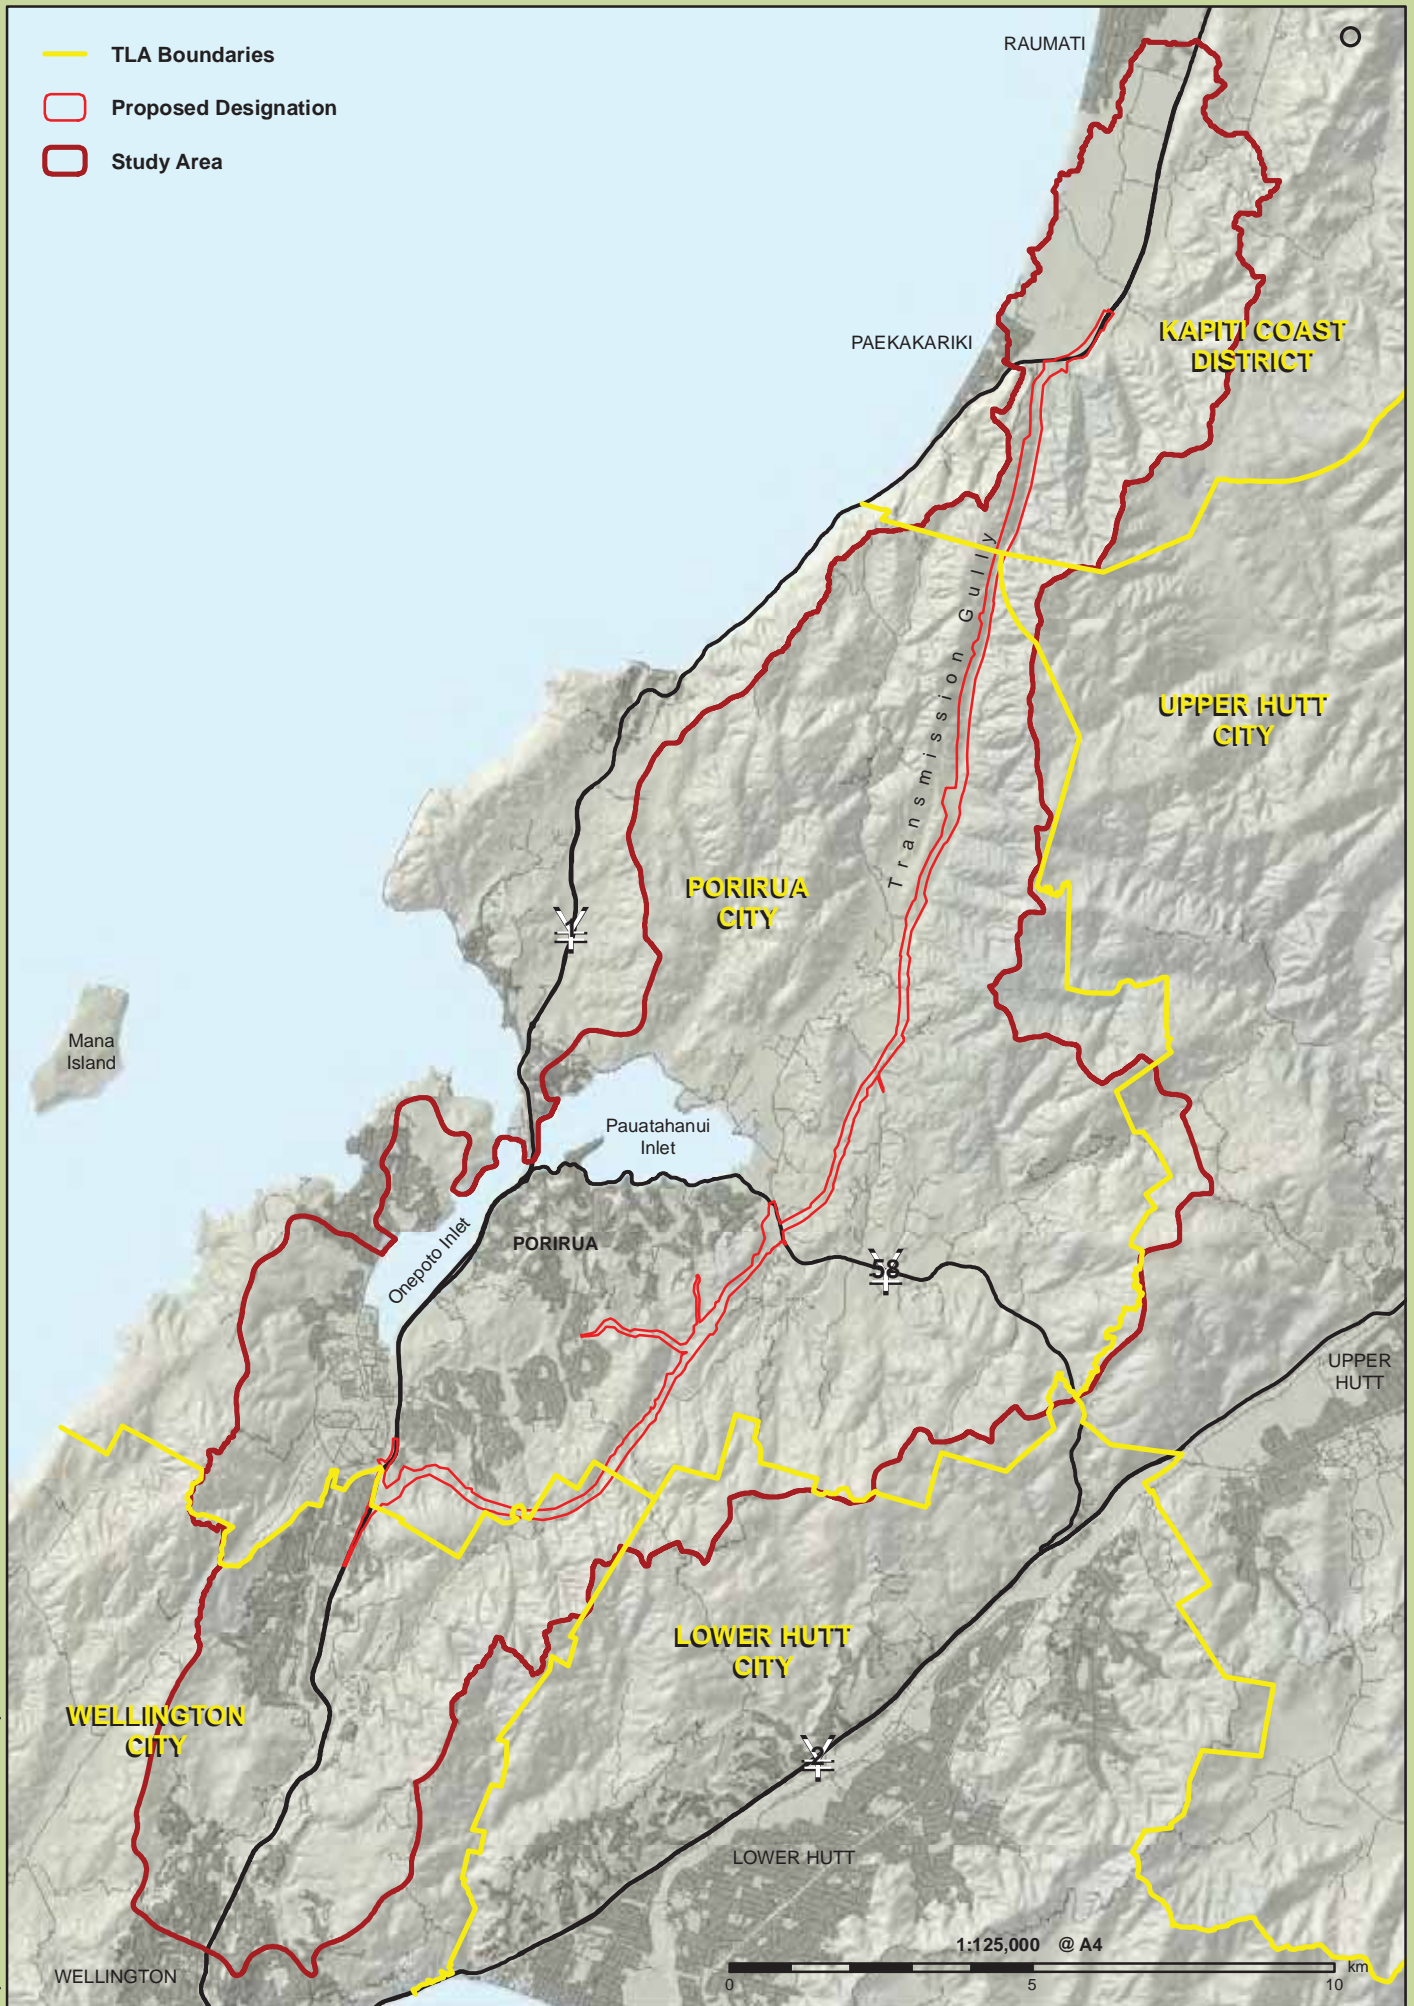 TLA Boundaries
Proposed Designation
Study Area
RAUMATI
PAEKAKARIKI
KAPITI COAST
DISTRICT
Transmission Gully
UPPER HUTT
CITY
PORIRUA
CITY
1
Mana
Island
Pauatahanui
Inlet
Onepoto Inlet
PORIRUA
58
UPPER
HUTT
LOWER HUTT
CITY
WELLINGTON
CITY
2
LOWER HUTT
1:125,000 @ A4
WELLINGTON
km
0 5 10